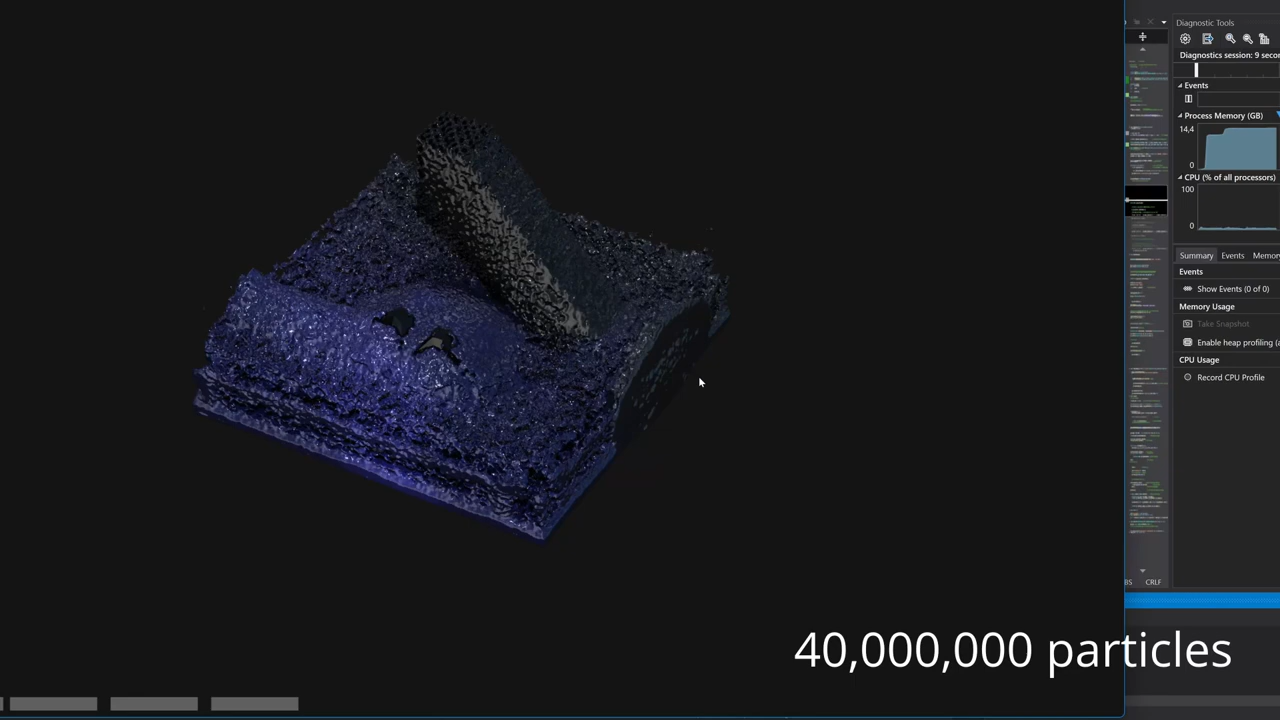 Diagnostic Tools
Diagnostics session: 9 secon
Events
Process Memory (GB)
14,4
0
CPU (% of all processors)
100
0
Summary Events Memory
Events
Show Events (0 of 0)
Memory Usage
Take Snapshot
Enable heap profiling (a
CPU Usage
Record CPU Profile
BS CRLF
40,000,000 particles